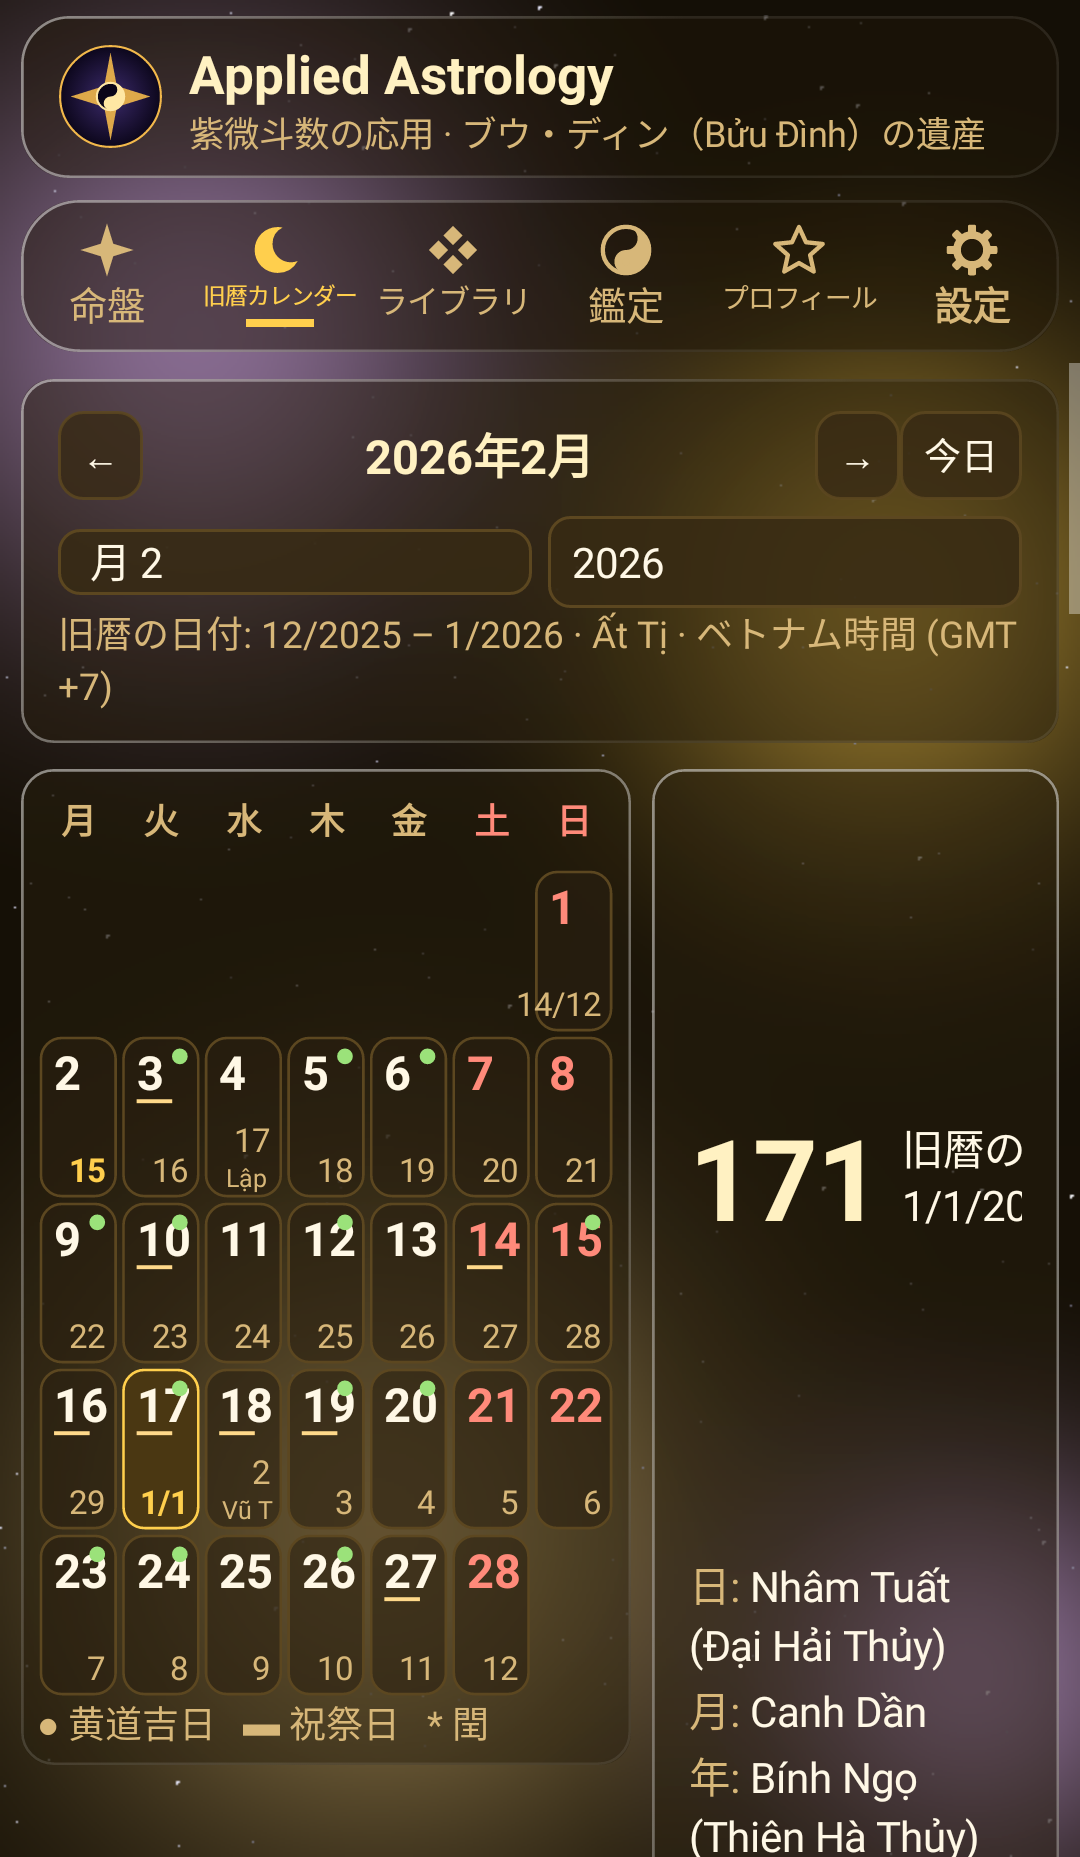 Applied Astrology
紫微斗数の応用 · ブウ・ディン（Bửu Đình）の遺産
命盤
旧暦カレンダー
ライブラリ
鑑定
プロフィール
設定
←
2026年2月
→
今日
月 2
2026
旧暦の日付: 12/2025 – 1/2026 · Ất Tị · ベトナム時間 (GMT
+7)
月 火 水 木 金 土 日
1
14/12
2 3 4 5 6 7 8
15 16 17 18 19 20 21
Lập
9 10 11 12 13 14 15
22 23 24 25 26 27 28
16 17 18 19 20 21 22
29 1/1 2 3 4 5 6
Vũ T
23 24 25 26 27 28
7 8 9 10 11 12
● 黄道吉日 ▬ 祝祭日 * 閏
171
旧暦の
1/1/20
日: Nhâm Tuất
(Đại Hải Thủy)
月: Canh Dần
年: Bính Ngọ
(Thiên Hà Thủy)